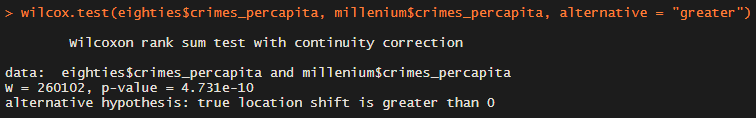 > wilcox.test(eighties$crimes_percapita, millenium$crimes_percapita, alternative = "greater")
Wilcoxon rank sum test with continuity correction
data:  eighties$crimes_percapita and millenium$crimes_percapita
W = 260102, p-value = 4.731e-10
alternative hypothesis: true location shift is greater than 0